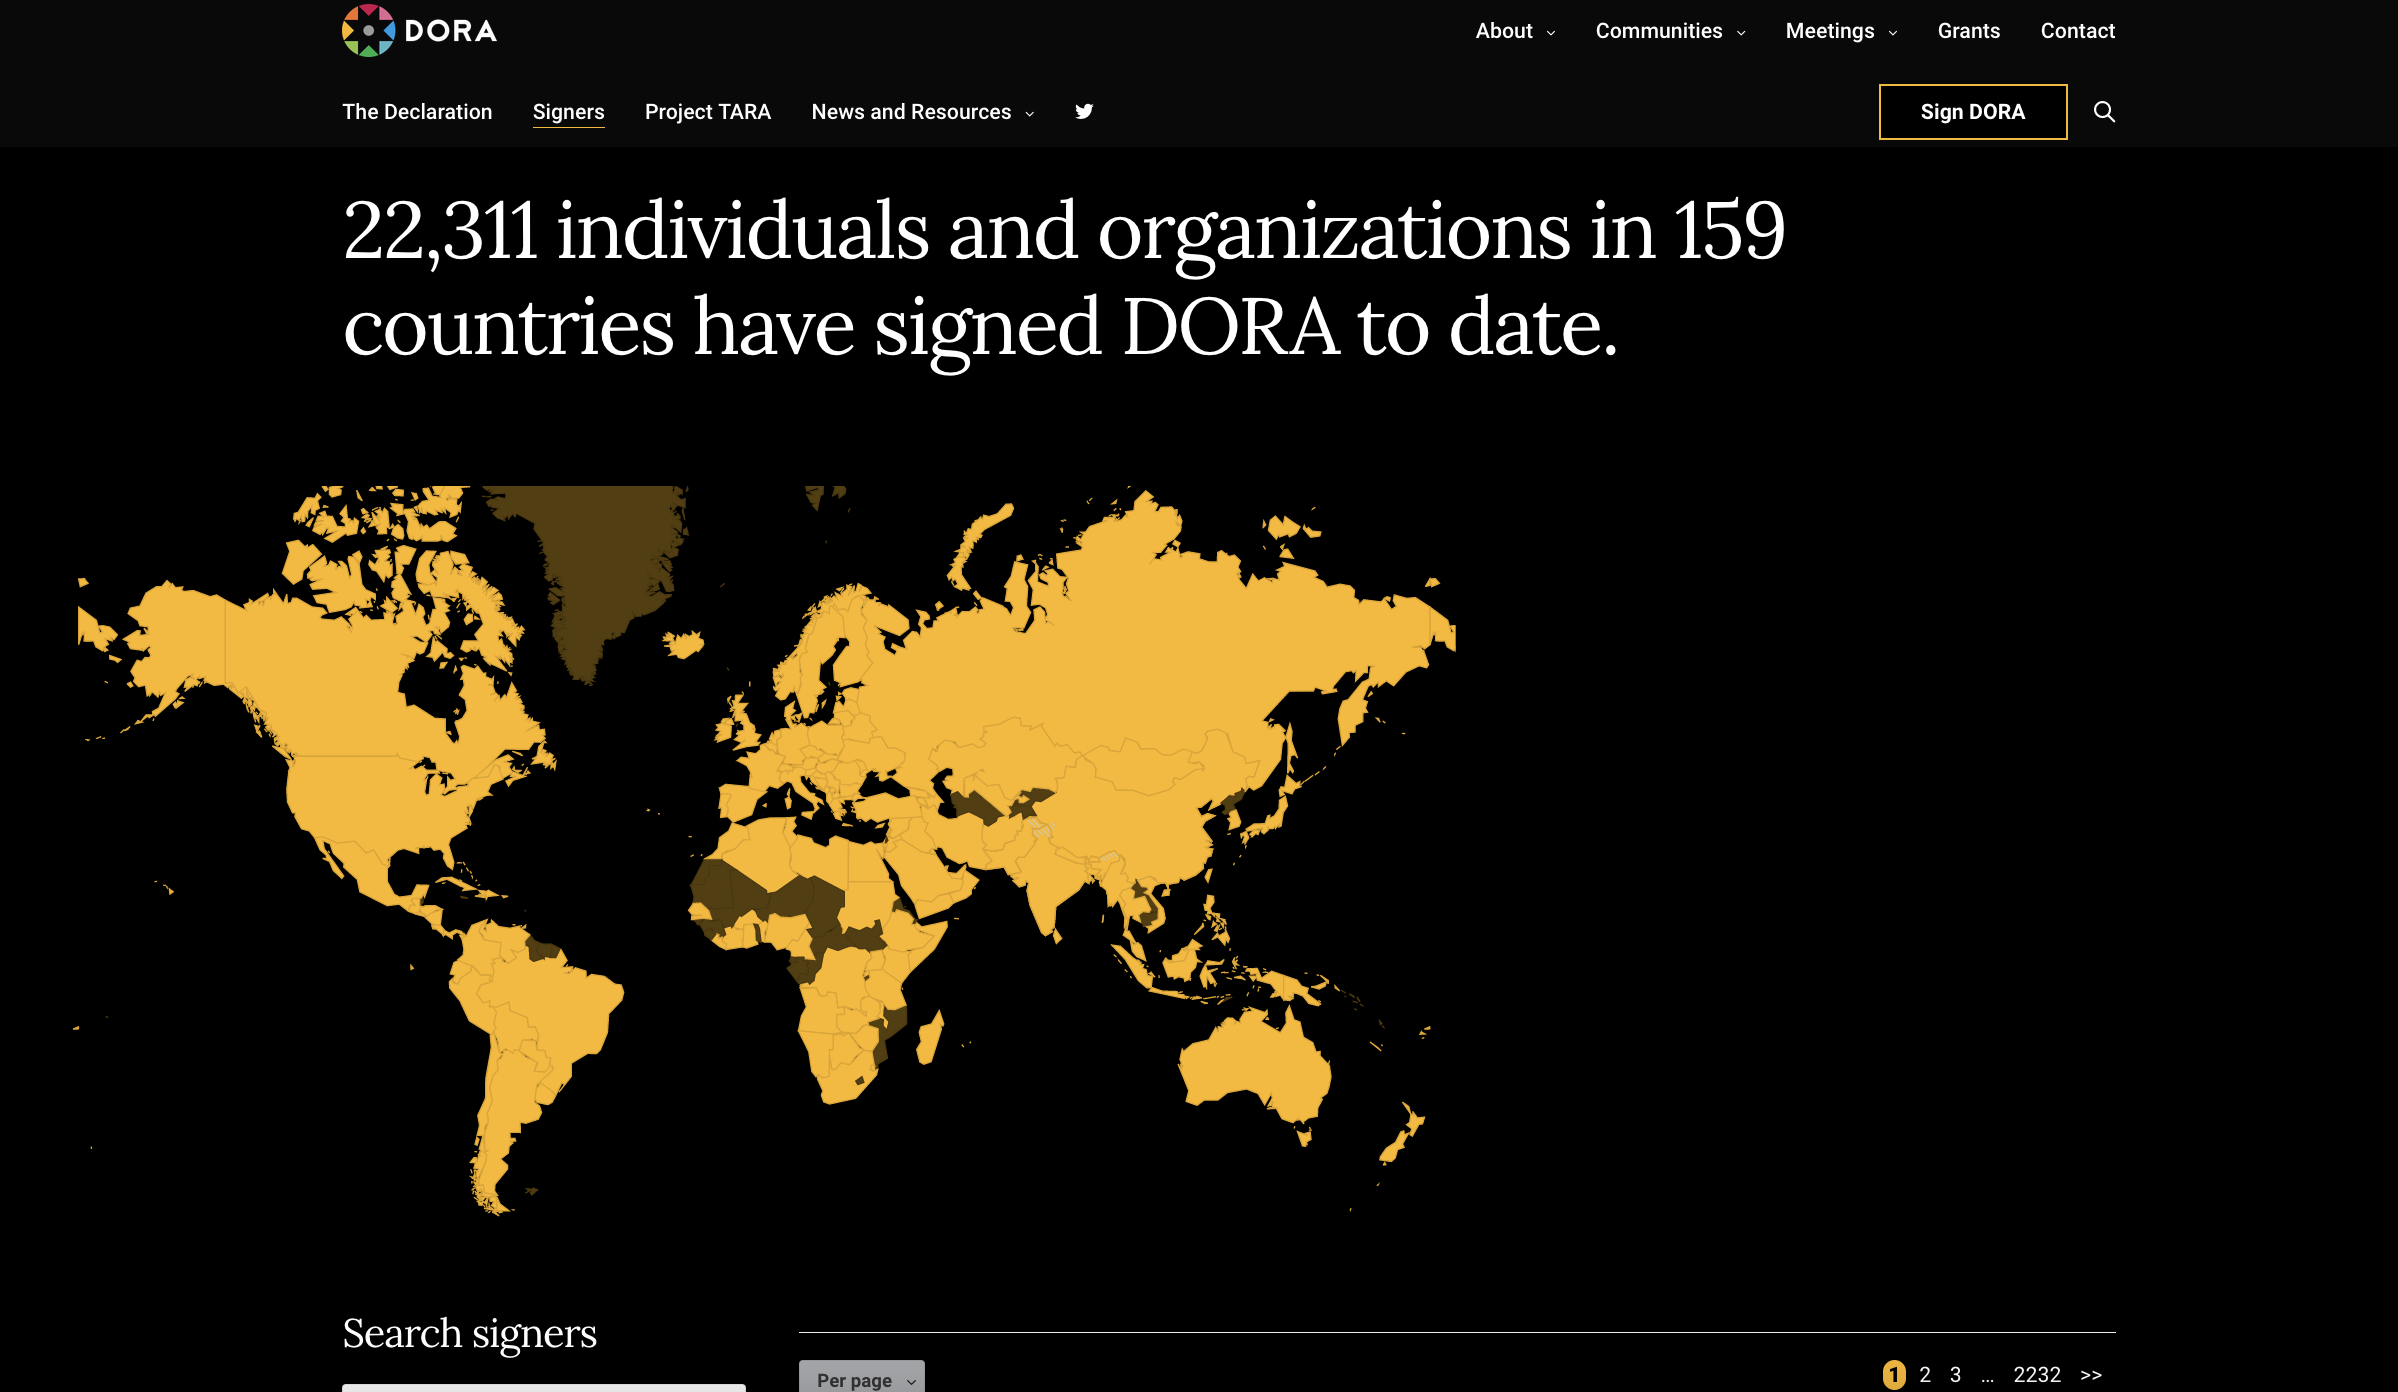 DORA
About
Communities
Meetings
Grants
Contact
The Declaration
Signers
Project TARA
News and Resources
Sign DORA
22,311 individuals and organizations in 159
countries have signed DORA to date.
Search signers
Per page
1 2 3 ... 2232 >>